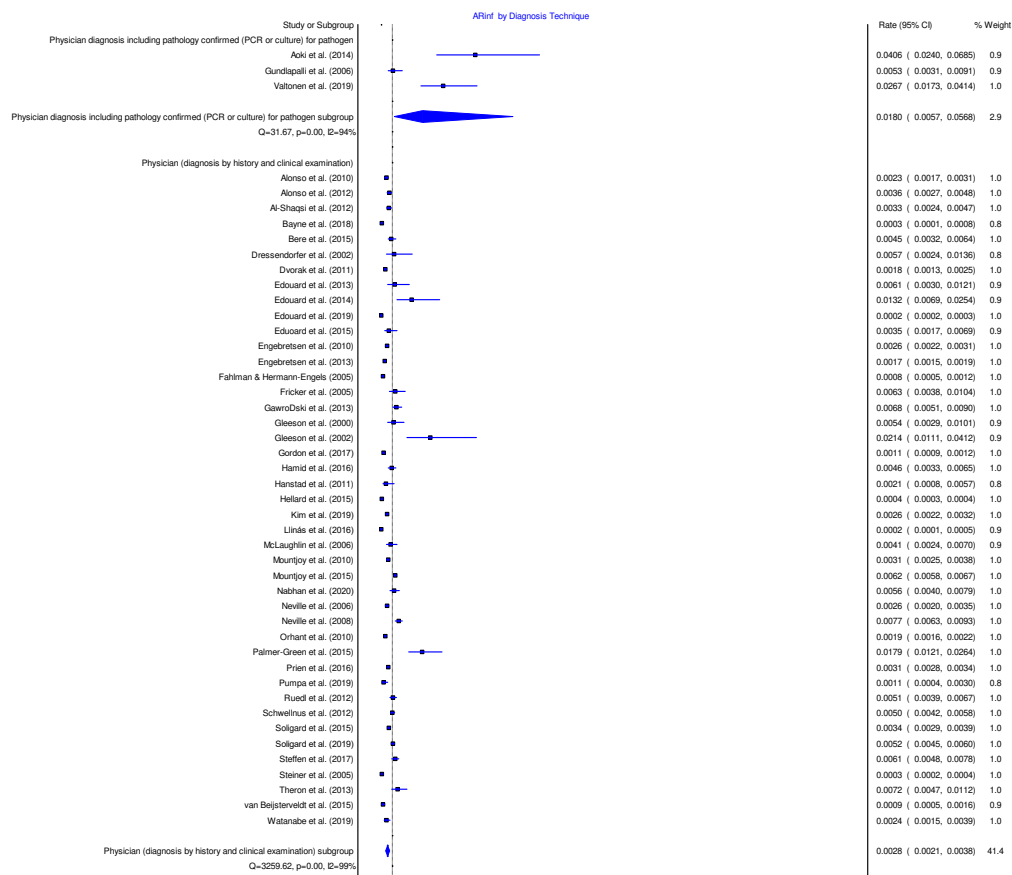 ARinf by Diagnosis Technique
Study or Subgroup Rate (95% CI) % Weight
Physician diagnosis including pathology confirmed (PCR or culture) for pathogen
Aoki et al. (2014) 0.0406 ( 0.0240, 0.0685) 0.9
Gundlapalli et al. (2006) 0.0053 ( 0.0031, 0.0091) 0.9
Valtonen et al. (2019) 0.0267 ( 0.0173, 0.0414) 1.0
Physician diagnosis including pathology confirmed (PCR or culture) for pathogen subgroup 0.0180 ( 0.0057, 0.0568) 2.9
Q=31.67, p=0.00, I2=94%
Physician (diagnosis by history and clinical examination)
Alonso et al. (2010) 0.0023 ( 0.0017, 0.0031) 1.0
Alonso et al. (2012) 0.0036 ( 0.0027, 0.0048) 1.0
Al-Shaqsi et al. (2012) 0.0033 ( 0.0024, 0.0047) 1.0
Bayne et al. (2018) 0.0003 ( 0.0001, 0.0008) 0.8
Bere et al. (2015) 0.0045 ( 0.0032, 0.0064) 1.0
Dressendorfer et al. (2002) 0.0057 ( 0.0024, 0.0136) 0.8
Dvorak et al. (2011) 0.0018 ( 0.0013, 0.0025) 1.0
Edouard et al. (2013) 0.0061 ( 0.0030, 0.0121) 0.9
Edouard et al. (2014) 0.0132 ( 0.0069, 0.0254) 0.9
Edouard et al. (2019) 0.0002 ( 0.0002, 0.0003) 1.0
Eduoard et al. (2015) 0.0035 ( 0.0017, 0.0069) 0.9
Engebretsen et al. (2010) 0.0026 ( 0.0022, 0.0031) 1.0
Engebretsen et al. (2013) 0.0017 ( 0.0015, 0.0019) 1.0
Fahlman & Hermann-Engels (2005) 0.0008 ( 0.0005, 0.0012) 1.0
Fricker et al. (2005) 0.0063 ( 0.0038, 0.0104) 1.0
GawroDski et al. (2013) 0.0068 ( 0.0051, 0.0090) 1.0
Gleeson et al. (2000) 0.0054 ( 0.0029, 0.0101) 0.9
Gleeson et al. (2002) 0.0214 ( 0.0111, 0.0412) 0.9
Gordon et al. (2017) 0.0011 ( 0.0009, 0.0012) 1.0
Hamid et al. (2016) 0.0046 ( 0.0033, 0.0065) 1.0
Hanstad et al. (2011) 0.0021 ( 0.0008, 0.0057) 0.8
Hellard et al. (2015) 0.0004 ( 0.0003, 0.0004) 1.0
Kim et al. (2019) 0.0026 ( 0.0022, 0.0032) 1.0
Llinás et al. (2016) 0.0002 ( 0.0001, 0.0005) 0.9
McLaughlin et al. (2006) 0.0041 ( 0.0024, 0.0070) 0.9
Mountjoy et al. (2010) 0.0031 ( 0.0025, 0.0038) 1.0
Mountjoy et al. (2015) 0.0062 ( 0.0058, 0.0067) 1.0
Nabhan et al. (2020) 0.0056 ( 0.0040, 0.0079) 1.0
Neville et al. (2006) 0.0026 ( 0.0020, 0.0035) 1.0
Neville et al. (2008) 0.0077 ( 0.0063, 0.0093) 1.0
Orhant et al. (2010) 0.0019 ( 0.0016, 0.0022) 1.0
Palmer-Green et al. (2015) 0.0179 ( 0.0121, 0.0264) 1.0
Prien et al. (2016) 0.0031 ( 0.0028, 0.0034) 1.0
Pumpa et al. (2019) 0.0011 ( 0.0004, 0.0030) 0.8
Ruedl et al. (2012) 0.0051 ( 0.0039, 0.0067) 1.0
Schwellnus et al. (2012) 0.0050 ( 0.0042, 0.0058) 1.0
Soligard et al. (2015) 0.0034 ( 0.0029, 0.0039) 1.0
Soligard et al. (2019) 0.0052 ( 0.0045, 0.0060) 1.0
Steffen et al. (2017) 0.0061 ( 0.0048, 0.0078) 1.0
Steiner et al. (2005) 0.0003 ( 0.0002, 0.0004) 1.0
Theron et al. (2013) 0.0072 ( 0.0047, 0.0112) 1.0
van Beijsterveldt et al. (2015) 0.0009 ( 0.0005, 0.0016) 0.9
Watanabe et al. (2019) 0.0024 ( 0.0015, 0.0039) 1.0
Physician (diagnosis by history and clinical examination) subgroup 0.0028 ( 0.0021, 0.0038) 41.4
Q=3259.62, p=0.00, I2=99%